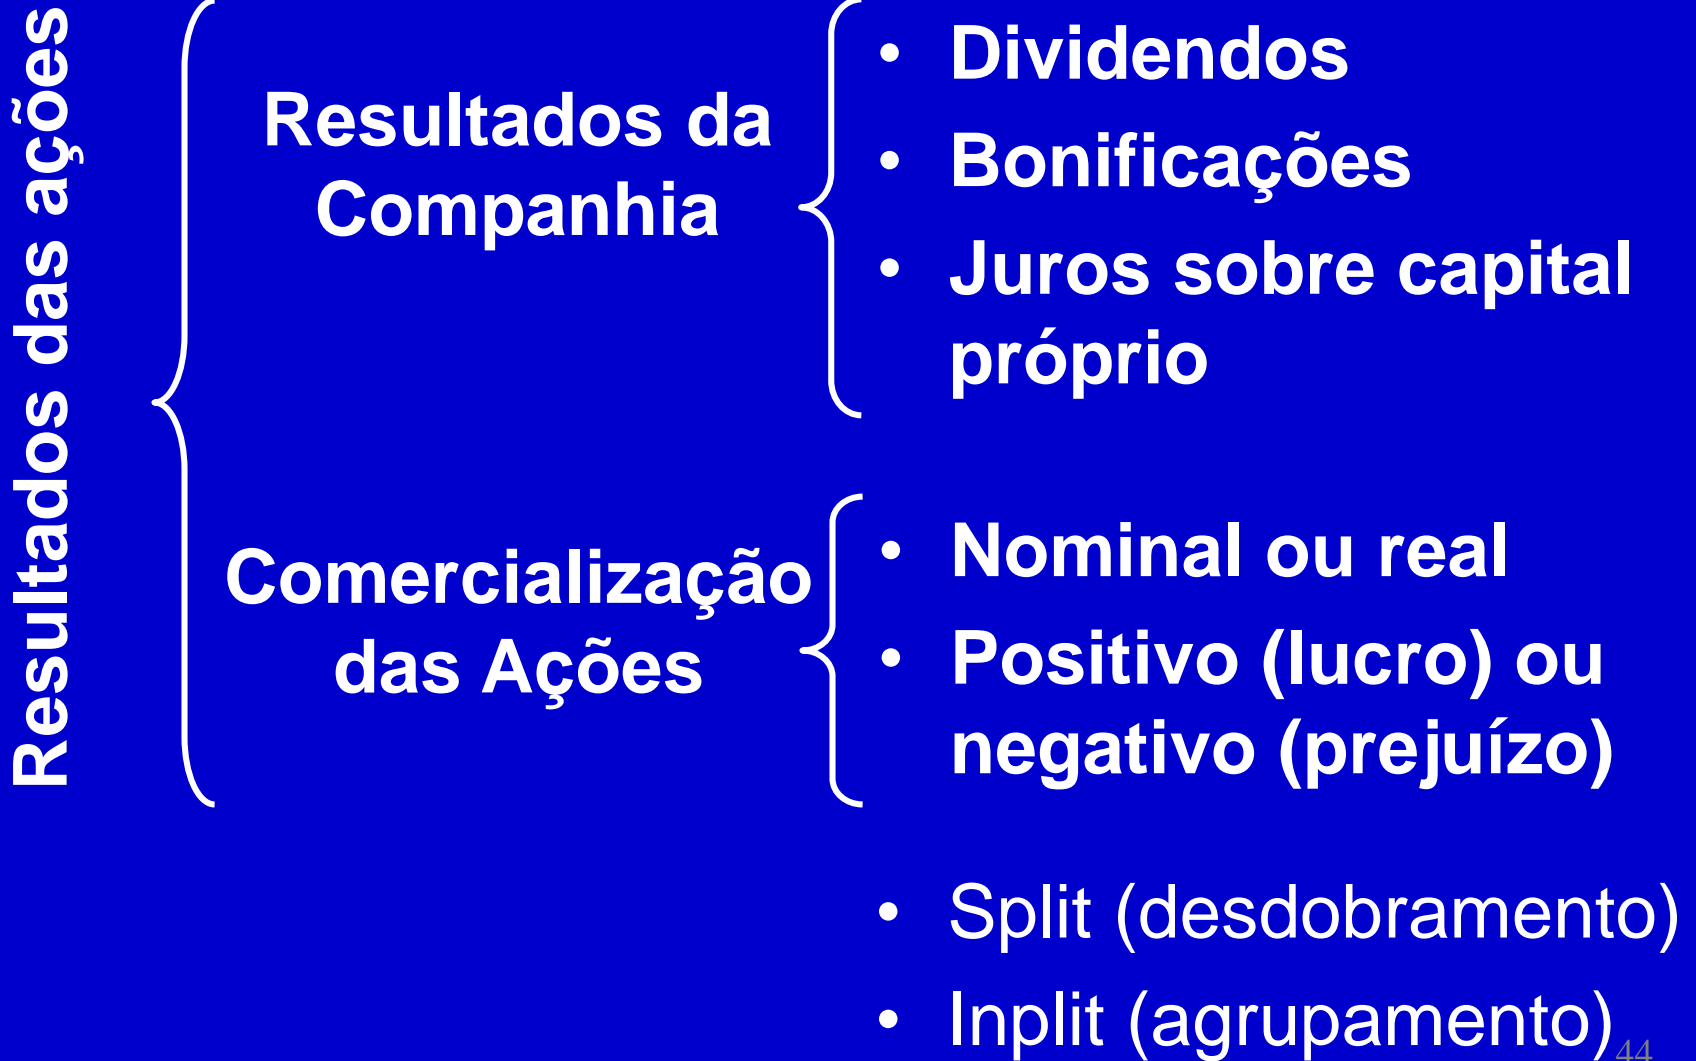 Resultados das ações
Resultados da
Companhia
• Dividendos
• Bonificações
• Juros sobre capital
próprio
Comercialização
das Ações
• Nominal ou real
• Positivo (lucro) ou
negativo (prejuízo)
• Split (desdobramento)
• Inplit (agrupamento)
44